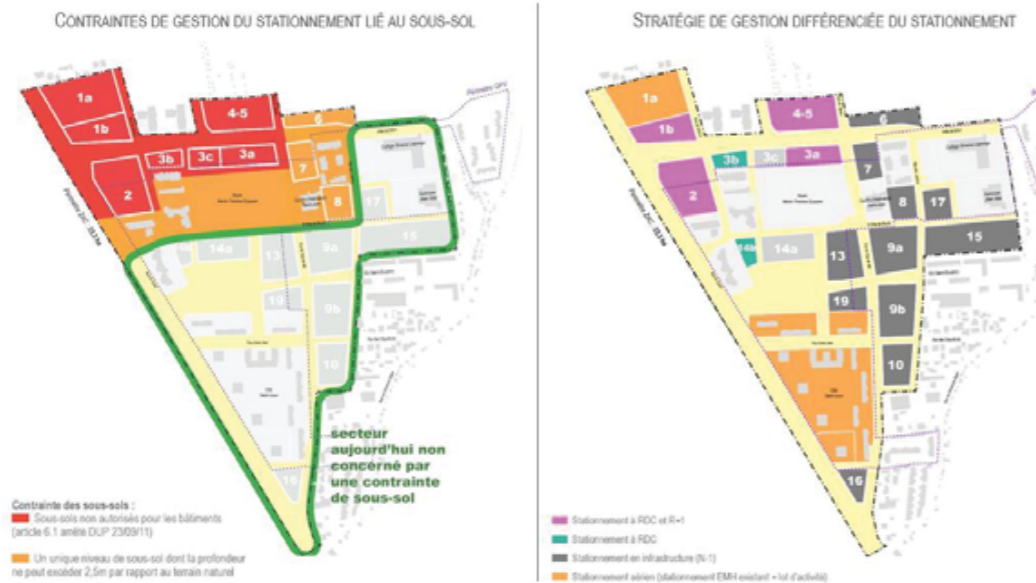 CONTRAINTES DE GESTION DU STATIONNEMENT LIÉ AU SOUS-SOL
1a
1b
4-5
6
3b
3c
3a
2
7
8
17
15
14a
13
9a
19
9b
10
16
secteur
aujourd'hui non
concerné par
une contrainte
de sous-sol
Contrainte des sous-sols :
Sous-sols non autorisés pour les bâtiments
(article 6.1 arrêté DUP 23/09/11)
Un unique niveau de sous-sol dont la profondeur
ne peut excéder 2,5m par rapport au terrain naturel
STRATÉGIE DE GESTION DIFFÉRENCIÉE DU STATIONNEMENT
1a
1b
4-5
6
3b
3c
3a
2
7
8
17
15
14b
14a
13
9a
19
9b
10
16
Stationnement à RDC et R+1
Stationnement à RDC
Stationnement en infrastructure (N-1)
Stationnement aérien (stationnement EMH existant + lot d'activité)